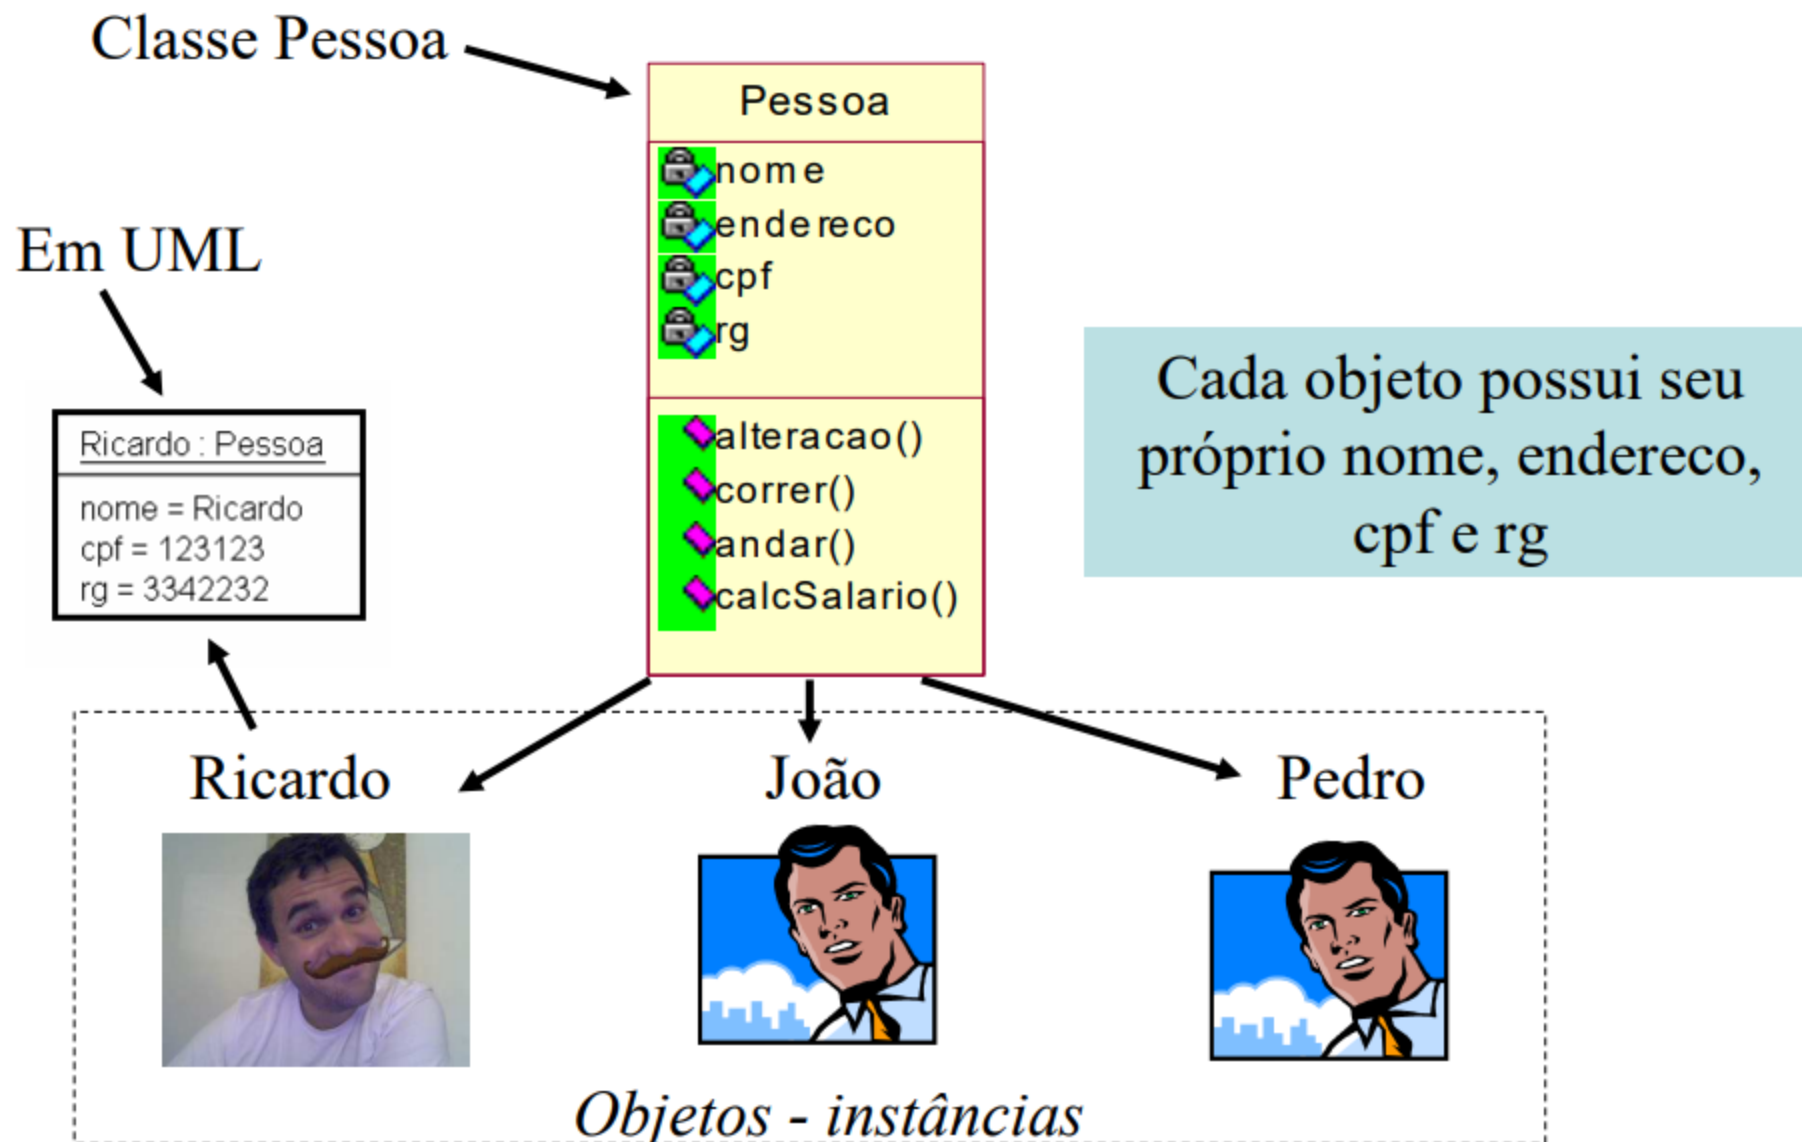 Classe Pessoa
Pessoa
nome
endereco
cpf
rg
alteracao()
correr()
andar()
calcSalario()
Em UML
Ricardo : Pessoa
nome = Ricardo
cpf = 123123
rg = 3342232
Cada objeto possui seu
próprio nome, endereco,
cpf e rg
Ricardo
João
Pedro
Objetos - instâncias